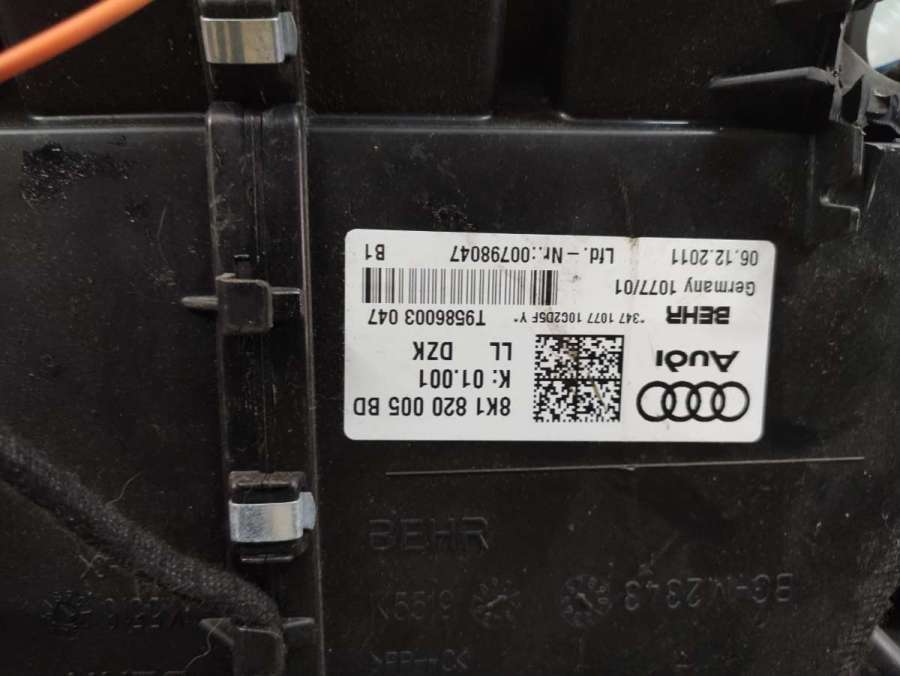 Audi
8K1 820 005 BD
K: 01.001
LL DZK
BEHR
*347 1077 10C2D5F Y*
T9586003 047
Germany 1077/01
06.12.2011
Lfd.-Nr.:00798047
B1
BEHR